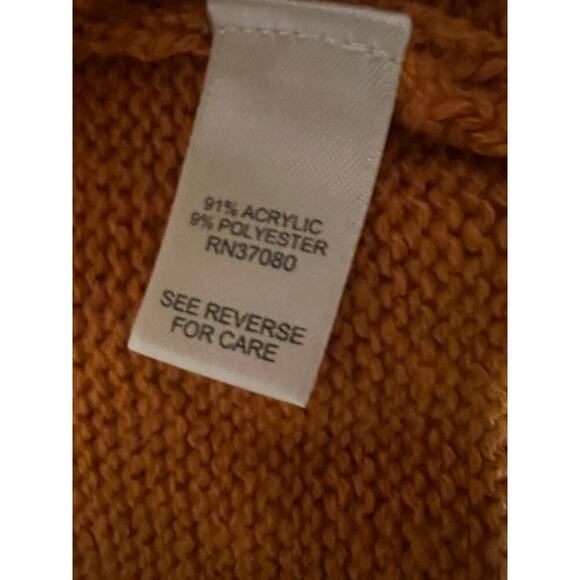 91% ACRYLIC
9% POLYESTER
RN37080
SEE REVERSE
FOR CARE